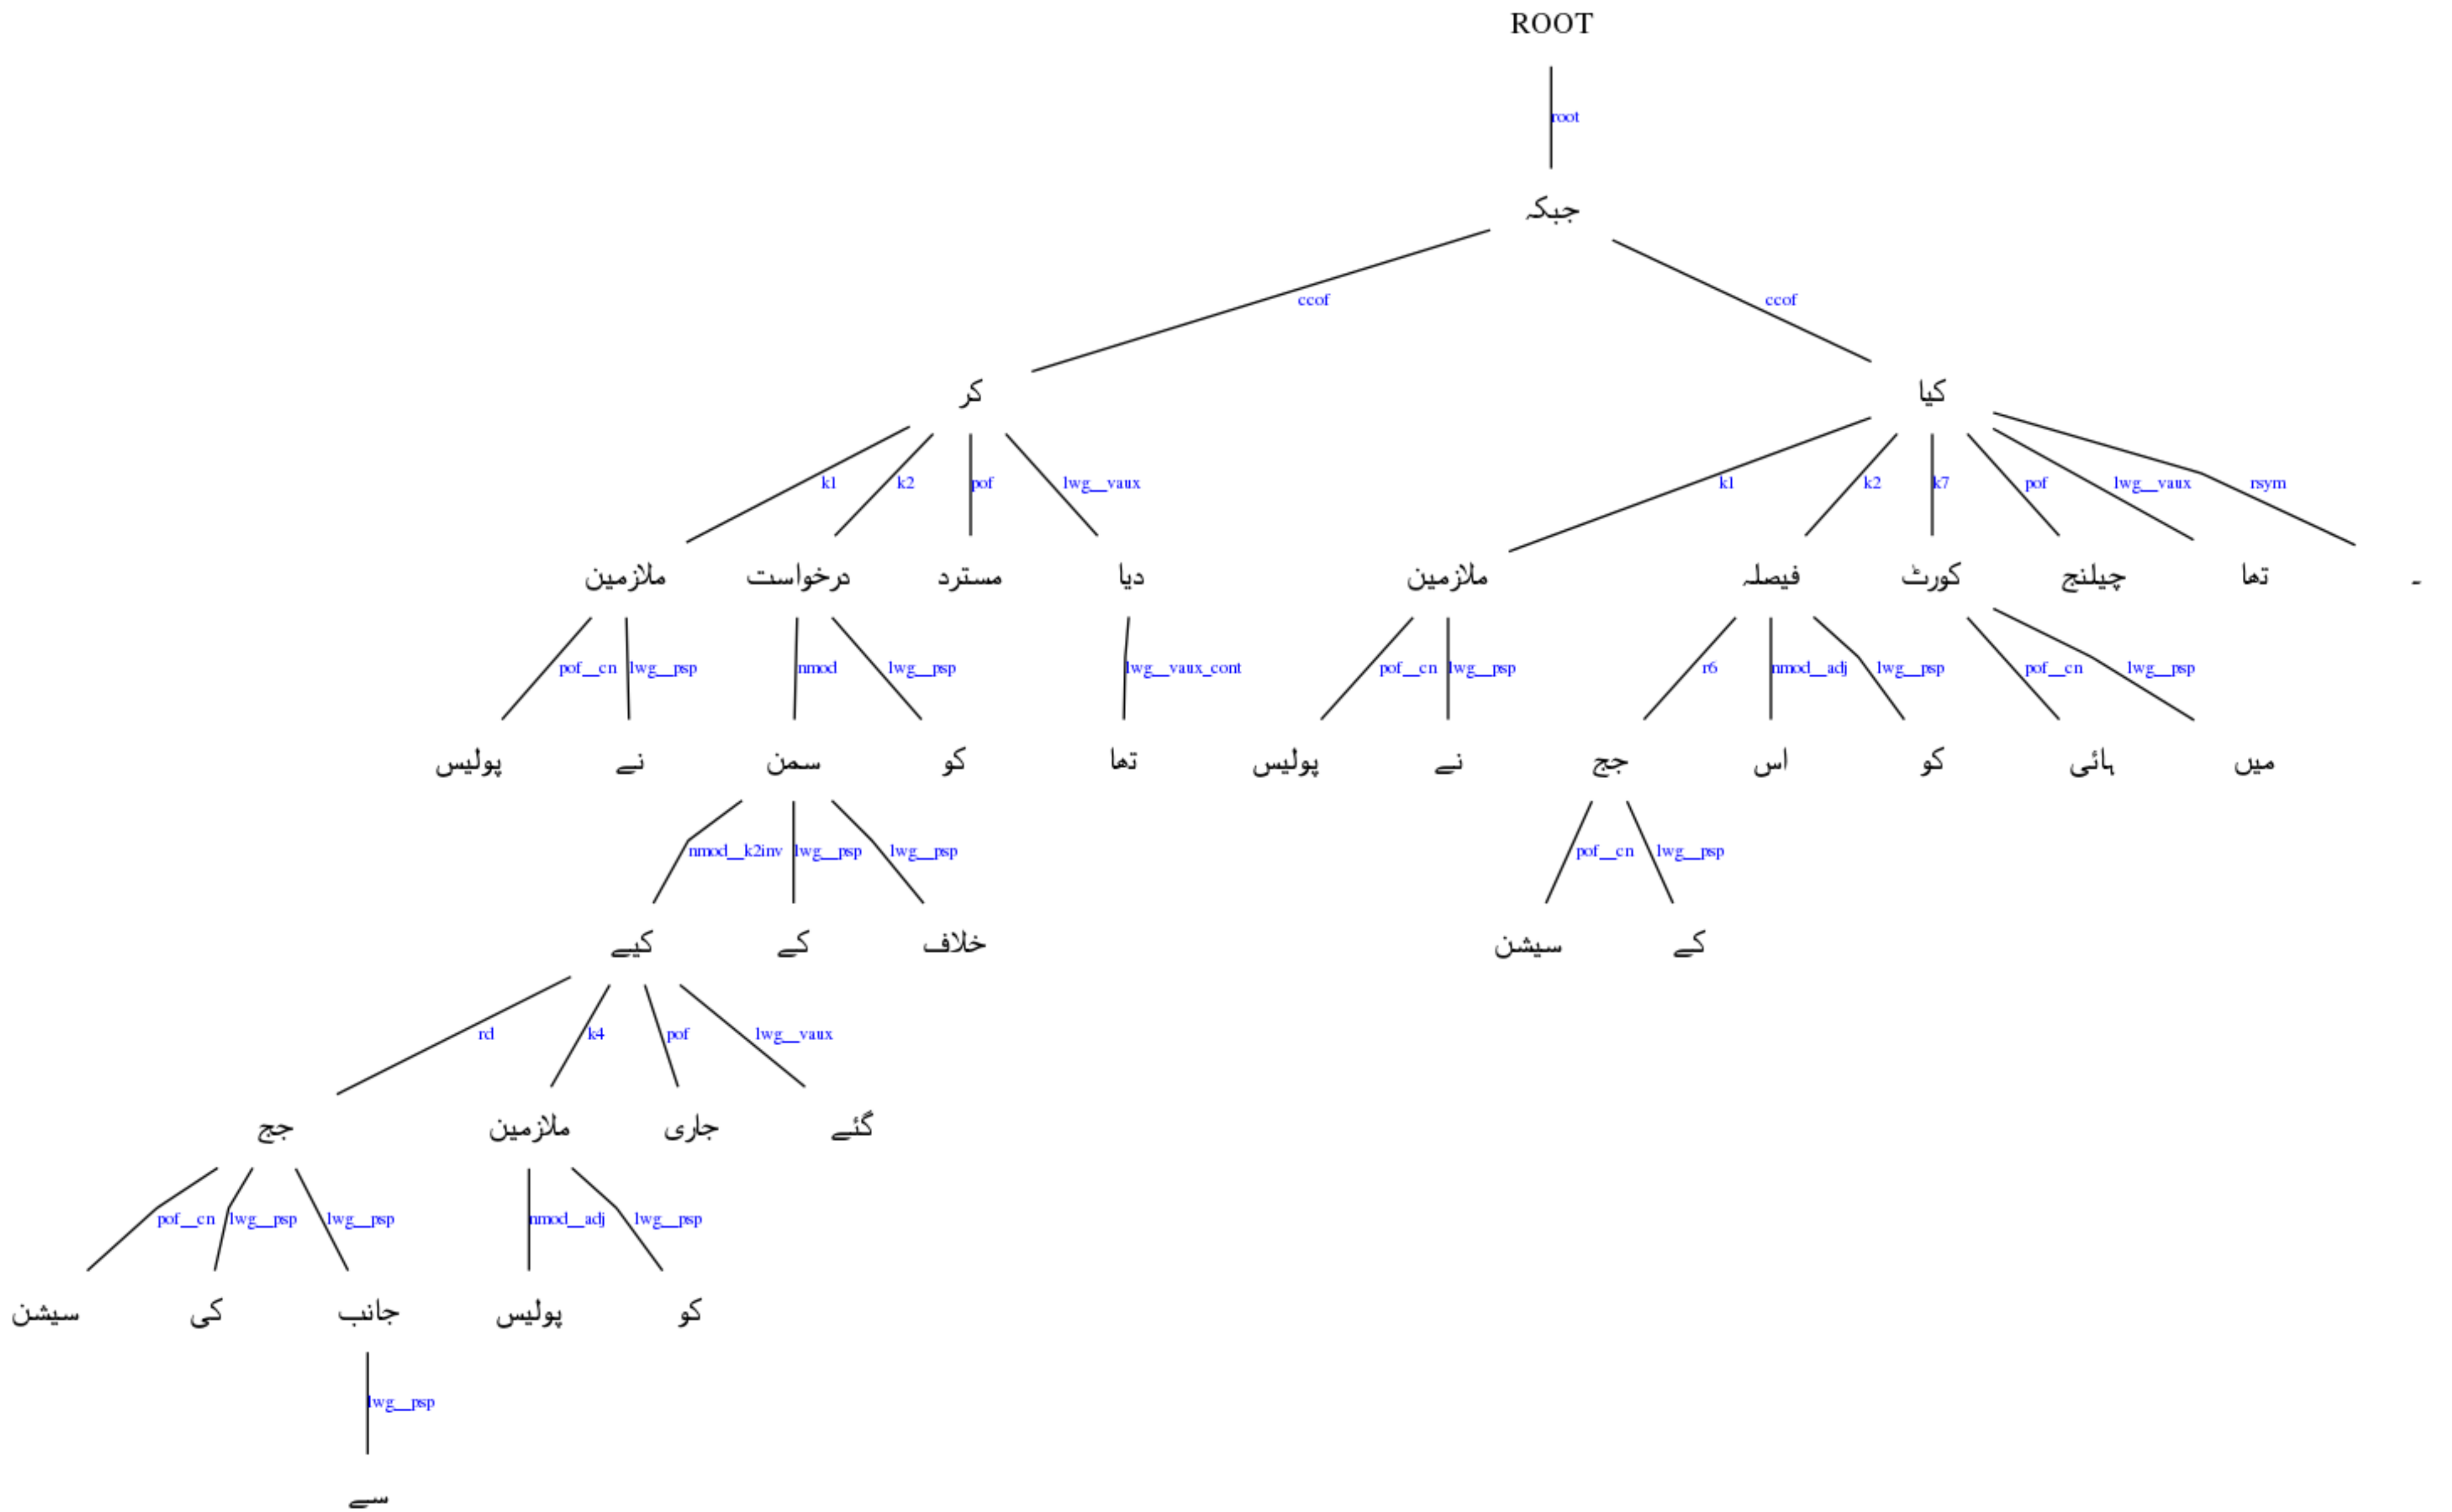 ROOT
root
جبکہ
ccof ccof
کر کیا
k1 k2 pof lwg__vaux k1 k2 k7 pof lwg__vaux rsym
ملازمین درخواست مسترد دیا ملازمین فیصلہ کورٹ چیلنج تھا ۔
pof__cn lwg__psp nmod lwg__psp lwg__vaux_cont pof__cn lwg__psp r6 nmod__adj lwg__psp pof__cn lwg__psp
پولیس نے سمن کو تھا پولیس نے جج اس کو ہائی میں
nmod__k2inv lwg__psp lwg__psp pof__cn lwg__psp
کیے کے خلاف سیشن کے
rd k4 pof lwg__vaux
جج ملازمین جاری گئے
pof__cn lwg__psp lwg__psp nmod__adj lwg__psp
سیشن کی جانب پولیس کو
lwg__psp
سے